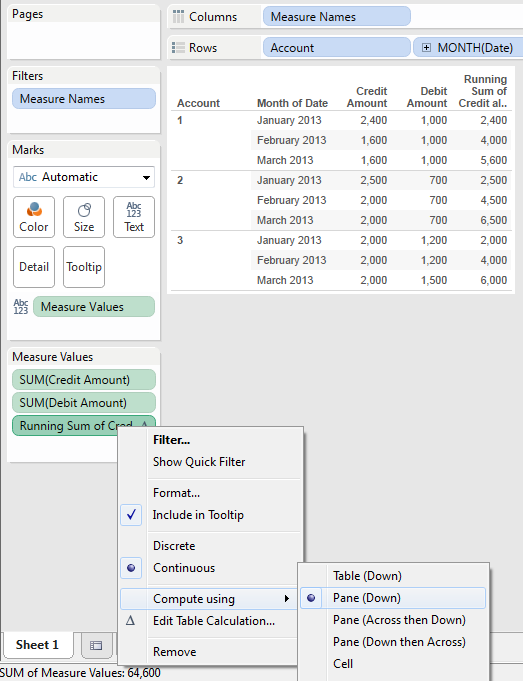 Pages
Columns
Measure Names
Rows
Account
MONTH(Date)
Filters
Measure Names
Marks
Abc Automatic
Color
Size
Abc
123
Text
Detail
Tooltip
Abc
123
Measure Values
Measure Values
SUM(Credit Amount)
SUM(Debit Amount)
Running Sum of Cred
Account Month of Date Credit Amount Debit Amount Running Sum of Credit al..
1 January 2013 2,400 1,000 2,400
February 2013 1,600 1,000 4,000
March 2013 1,600 1,000 5,600
2 January 2013 2,500 700 2,500
February 2013 2,000 700 4,500
March 2013 2,000 700 6,500
3 January 2013 2,000 1,200 2,000
February 2013 2,000 1,200 4,000
March 2013 2,000 1,500 6,000
Filter...
Show Quick Filter
Format...
Include in Tooltip
Discrete
Continuous
Compute using
Edit Table Calculation...
Remove
Table (Down)
Pane (Down)
Pane (Across then Down)
Pane (Down then Across)
Cell
Sheet 1
SUM of Measure Values: 64,600